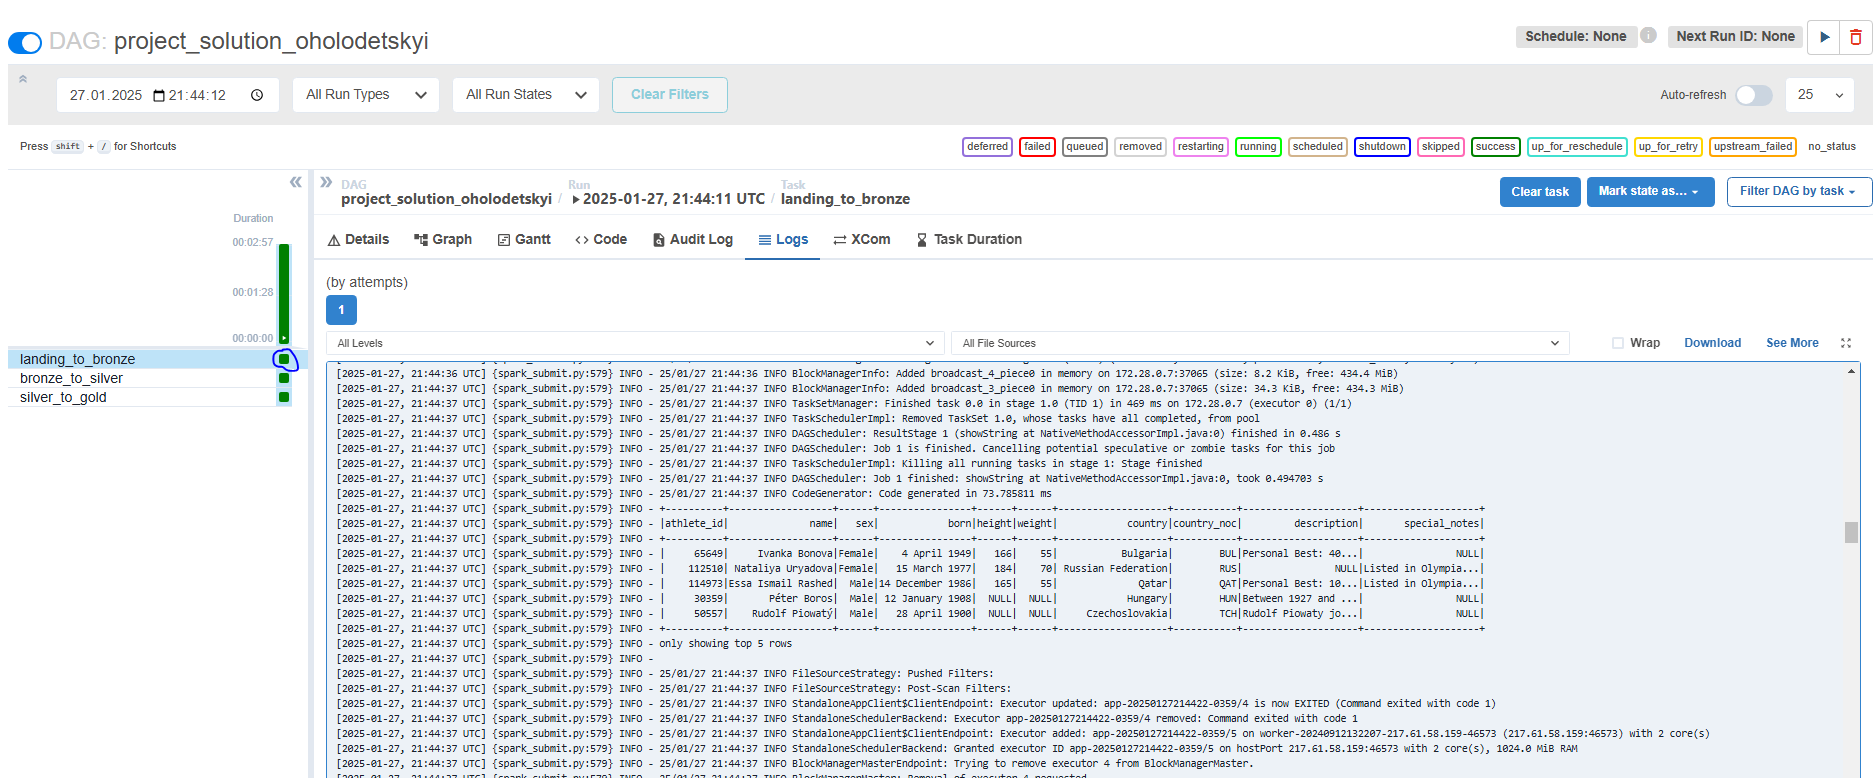 DAG: project_solution_oholodetskyi
Schedule: None
Next Run ID: None
27.01.2025 21:44:12
All Run Types
All Run States
Clear Filters
Auto-refresh
25
Press shift + / for Shortcuts
deferred failed queued removed restarting running scheduled shutdown skipped success up_for_reschedule up_for_retry upstream_failed no_status
Duration
00:02:57
00:01:28
00:00:00
landing_to_bronze
bronze_to_silver
silver_to_gold
DAG Run Task
project_solution_oholodetskyi / 2025-01-27, 21:44:11 UTC / landing_to_bronze
Clear task
Mark state as...
Filter DAG by task
Details Graph Gantt Code Audit Log Logs XCom Task Duration
(by attempts)
1
All Levels
All File Sources
Wrap
Download
See More
[2025-01-27, 21:44:36 UTC] {spark_submit.py:579} INFO - 25/01/27 21:44:36 INFO BlockManagerInfo: Added broadcast_4_piece0 in memory on 172.28.0.7:37065 (size: 8.2 KiB, free: 434.4 MiB)
[2025-01-27, 21:44:37 UTC] {spark_submit.py:579} INFO - 25/01/27 21:44:37 INFO BlockManagerInfo: Added broadcast_3_piece0 in memory on 172.28.0.7:37065 (size: 34.3 KiB, free: 434.3 MiB)
[2025-01-27, 21:44:37 UTC] {spark_submit.py:579} INFO - 25/01/27 21:44:37 INFO TaskSetManager: Finished task 0.0 in stage 1.0 (TID 1) in 469 ms on 172.28.0.7 (executor 0) (1/1)
[2025-01-27, 21:44:37 UTC] {spark_submit.py:579} INFO - 25/01/27 21:44:37 INFO TaskSchedulerImpl: Removed TaskSet 1.0, whose tasks have all completed, from pool
[2025-01-27, 21:44:37 UTC] {spark_submit.py:579} INFO - 25/01/27 21:44:37 INFO DAGScheduler: ResultStage 1 (showString at NativeMethodAccessorImpl.java:0) finished in 0.486 s
[2025-01-27, 21:44:37 UTC] {spark_submit.py:579} INFO - 25/01/27 21:44:37 INFO DAGScheduler: Job 1 is finished. Cancelling potential speculative or zombie tasks for this job
[2025-01-27, 21:44:37 UTC] {spark_submit.py:579} INFO - 25/01/27 21:44:37 INFO TaskSchedulerImpl: Killing all running tasks in stage 1: Stage finished
[2025-01-27, 21:44:37 UTC] {spark_submit.py:579} INFO - 25/01/27 21:44:37 INFO DAGScheduler: Job 1 finished: showString at NativeMethodAccessorImpl.java:0, took 0.494703 s
[2025-01-27, 21:44:37 UTC] {spark_submit.py:579} INFO - 25/01/27 21:44:37 INFO CodeGenerator: Code generated in 73.785811 ms
[2025-01-27, 21:44:37 UTC] {spark_submit.py:579} INFO - +----------+------------------+------+----------------+------+------+-------------------+-----------+--------------------+--------------------+
[2025-01-27, 21:44:37 UTC] {spark_submit.py:579} INFO - |athlete_id| name| sex| born|height|weight| country|country_noc| description| special_notes|
[2025-01-27, 21:44:37 UTC] {spark_submit.py:579} INFO - +----------+------------------+------+----------------+------+------+-------------------+-----------+--------------------+--------------------+
[2025-01-27, 21:44:37 UTC] {spark_submit.py:579} INFO - | 65649| Ivanka Bonova|Female| 4 April 1949| 166| 55| Bulgaria| BUL|Personal Best: 40...| NULL|
[2025-01-27, 21:44:37 UTC] {spark_submit.py:579} INFO - | 112510| Nataliya Uryadova|Female| 15 March 1977| 184| 70| Russian Federation| RUS| NULL|Listed in Olympia...|
[2025-01-27, 21:44:37 UTC] {spark_submit.py:579} INFO - | 114973|Essa Ismail Rashed| Male|14 December 1986| 165| 55| Qatar| QAT|Personal Best: 10...|Listed in Olympia...|
[2025-01-27, 21:44:37 UTC] {spark_submit.py:579} INFO - | 30359| Péter Boros| Male| 12 January 1908| NULL| NULL| Hungary| HUN|Between 1927 and ...| NULL|
[2025-01-27, 21:44:37 UTC] {spark_submit.py:579} INFO - | 50557| Rudolf Piowatý| Male| 28 April 1900| NULL| NULL| Czechoslovakia| TCH|Rudolf Piowaty jo...| NULL|
[2025-01-27, 21:44:37 UTC] {spark_submit.py:579} INFO - +----------+------------------+------+----------------+------+------+-------------------+-----------+--------------------+--------------------+
[2025-01-27, 21:44:37 UTC] {spark_submit.py:579} INFO - only showing top 5 rows
[2025-01-27, 21:44:37 UTC] {spark_submit.py:579} INFO -
[2025-01-27, 21:44:37 UTC] {spark_submit.py:579} INFO - 25/01/27 21:44:37 INFO FileSourceStrategy: Pushed Filters:
[2025-01-27, 21:44:37 UTC] {spark_submit.py:579} INFO - 25/01/27 21:44:37 INFO FileSourceStrategy: Post-Scan Filters:
[2025-01-27, 21:44:37 UTC] {spark_submit.py:579} INFO - 25/01/27 21:44:37 INFO StandaloneAppClient$ClientEndpoint: Executor updated: app-20250127214422-0359/4 is now EXITED (Command exited with code 1)
[2025-01-27, 21:44:37 UTC] {spark_submit.py:579} INFO - 25/01/27 21:44:37 INFO StandaloneSchedulerBackend: Executor app-20250127214422-0359/4 removed: Command exited with code 1
[2025-01-27, 21:44:37 UTC] {spark_submit.py:579} INFO - 25/01/27 21:44:37 INFO StandaloneAppClient$ClientEndpoint: Executor added: app-20250127214422-0359/5 on worker-20240912132207-217.61.58.159-46573 (217.61.58.159:46573) with 2 core(s)
[2025-01-27, 21:44:37 UTC] {spark_submit.py:579} INFO - 25/01/27 21:44:37 INFO StandaloneSchedulerBackend: Granted executor ID app-20250127214422-0359/5 on hostPort 217.61.58.159:46573 with 2 core(s), 1024.0 MiB RAM
[2025-01-27, 21:44:37 UTC] {spark_submit.py:579} INFO - 25/01/27 21:44:37 INFO BlockManagerMasterEndpoint: Trying to remove executor 4 from BlockManagerMaster.